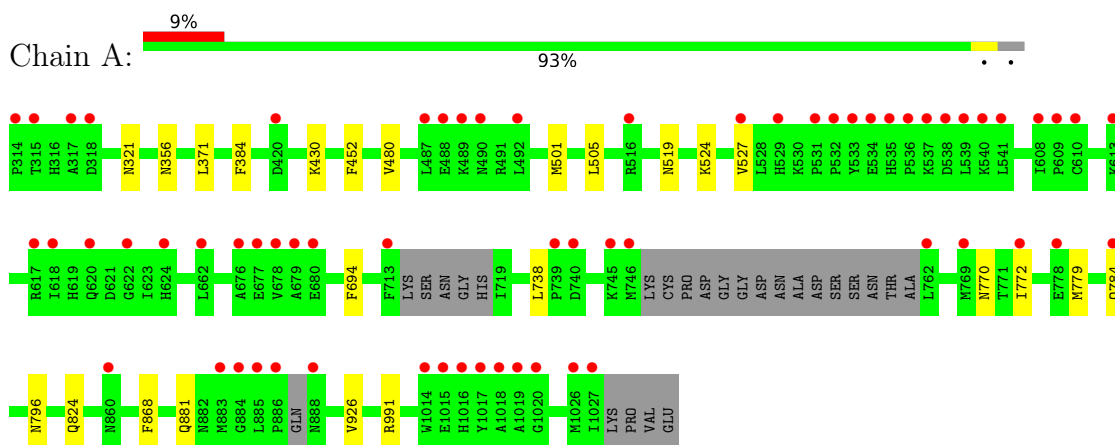 9%
Chain A:
93%
P314 T315 H316 A317 D318 N321 N356 L371 F384 D420 K430 F452 V480 L487 E488 K489 N490 R491 L492 M501 L505 R516 N519 K524 V527 L528 H529 K530 P531 P532 Y533 E534 H535 P536 K537 D538 L539 K540 L541 I608 P609 C610 K613
R617 I618 H619 Q620 D621 G622 I623 H624 L662 A676 E677 V678 A679 E680 F694 F713 LYS SER ASN GLY HIS I719 L738 P739 D740 K745 M746 LYS CYS PRO ASP GLY GLY ASP ASN ALA ASP SER SER ASN THR ALA L762 M769 N770 T771 I772 E778 M779
N796 Q824 N860 F868 Q881 N882 M883 G884 L885 P886 GLN N888 V926 R991 W1014 E1015 H1016 Y1017 A1018 A1019 G1020 M1026 I1027 LYS PRO VAL GLU